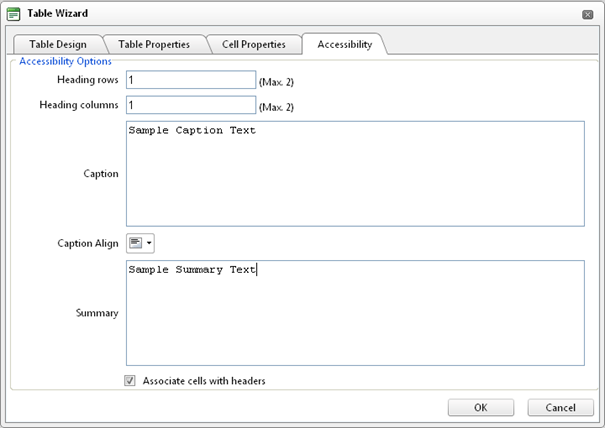 Table Wizard
Table Design Table Properties Cell Properties Accessibility
Accessibility Options
Heading rows 1 (Max. 2)
Heading columns 1 (Max. 2)
Caption Sample Caption Text
Caption Align
Summary Sample Summary Text
Associate cells with headers
OK Cancel